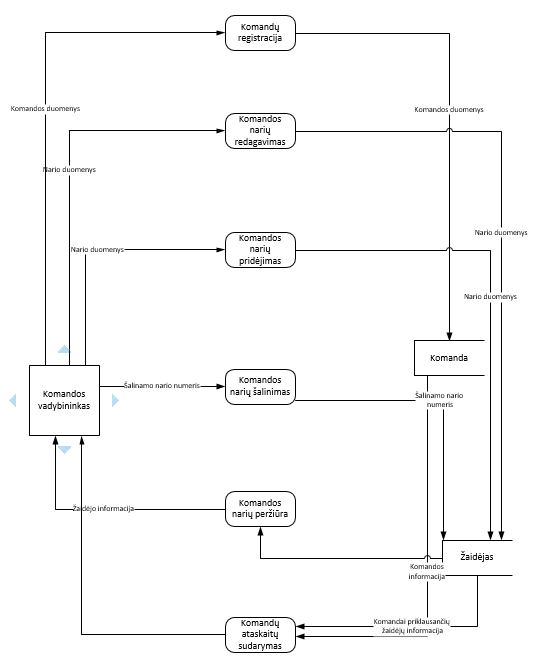 Komandų
registracija
Komandos duomenys
Komandos duomenys
Komandos
narių
redagavimas
Nario duomenys
Nario duomenys
Komandos
narių
pridėjimas
Nario duomenys
Nario duomenys
Komanda
Komandos
vadybininkas
Šalinamo nario numeris
Komandos
narių šalinimas
Šalinamo nario
numeris
Žaidėjo informacija
Komandos
narių peržiūra
Žaidėjas
Komandos
informacija
Komandų
ataskaitų
sudarymas
Komandai priklausančių
žaidėjų informacija